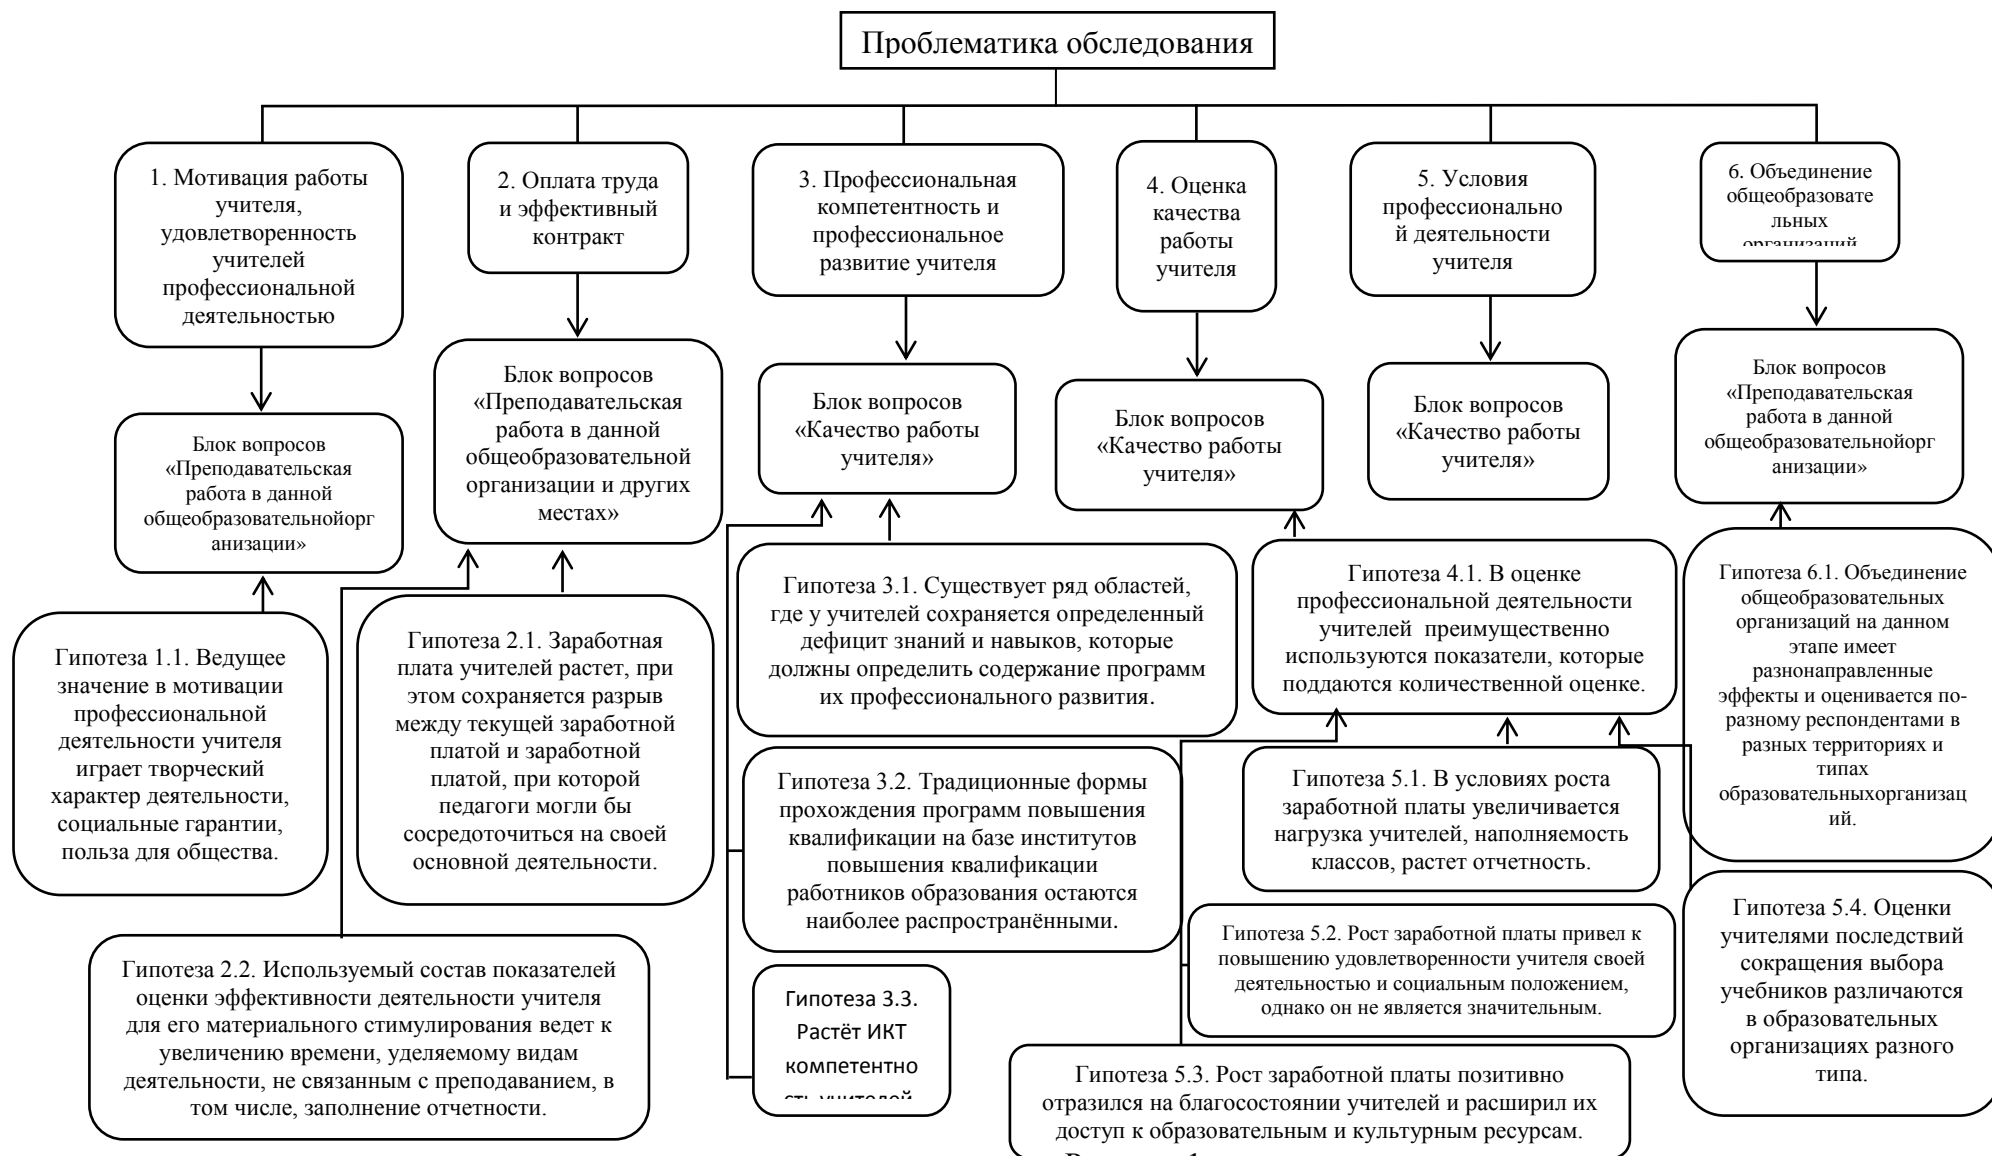 Проблематика обследования
1. Мотивация работы
учителя,
удовлетворенность
учителей
профессиональной
деятельностью
2. Оплата труда
и эффективный
контракт
3. Профессиональная
компетентность и
профессиональное
развитие учителя
4. Оценка
качества
работы
учителя
5. Условия
профессионально
й деятельности
учителя
6. Объединение
общеобразовате
льных
организаций
Блок вопросов
«Преподавательская
работа в данной
общеобразовательнойорг
анизации»
Блок вопросов
«Преподавательская
работа в данной
общеобразовательной
организации и других
местах»
Блок вопросов
«Качество работы
учителя»
Блок вопросов
«Качество работы
учителя»
Блок вопросов
«Качество работы
учителя»
Блок вопросов
«Преподавательская
работа в данной
общеобразовательнойорг
анизации»
Гипотеза 1.1. Ведущее
значение в мотивации
профессиональной
деятельности учителя
играет творческий
характер деятельности,
социальные гарантии,
польза для общества.
Гипотеза 2.1. Заработная
плата учителей растет, при
этом сохраняется разрыв
между текущей заработной
платой и заработной
платой, при которой
педагоги могли бы
сосредоточиться на своей
основной деятельности.
Гипотеза 3.1. Существует ряд областей,
где у учителей сохраняется определенный
дефицит знаний и навыков, которые
должны определить содержание программ
их профессионального развития.
Гипотеза 4.1. В оценке
профессиональной деятельности
учителей преимущественно
используются показатели, которые
поддаются количественной оценке.
Гипотеза 6.1. Объединение
общеобразовательных
организаций на данном
этапе имеет
разнонаправленные
эффекты и оценивается по-
разному респондентами в
разных территориях и
типах
образовательныхорганизац
ий.
Гипотеза 3.2. Традиционные формы
прохождения программ повышения
квалификации на базе институтов
повышения квалификации
работников образования остаются
наиболее распространёнными.
Гипотеза 5.1. В условиях роста
заработной платы увеличивается
нагрузка учителей, наполняемость
классов, растет отчетность.
Гипотеза 2.2. Используемый состав показателей
оценки эффективности деятельности учителя
для его материального стимулирования ведет к
увеличению времени, уделяемому видам
деятельности, не связанным с преподаванием, в
том числе, заполнение отчетности.
Гипотеза 3.3.
Растёт ИКТ
компетентно
сть учителей.
Гипотеза 5.2. Рост заработной платы привел к
повышению удовлетворенности учителя своей
деятельностью и социальным положением,
однако он не является значительным.
Гипотеза 5.4. Оценки
учителями последствий
сокращения выбора
учебников различаются
в образовательных
организациях разного
типа.
Гипотеза 5.3. Рост заработной платы позитивно
отразился на благосостоянии учителей и расширил их
доступ к образовательным и культурным ресурсам.